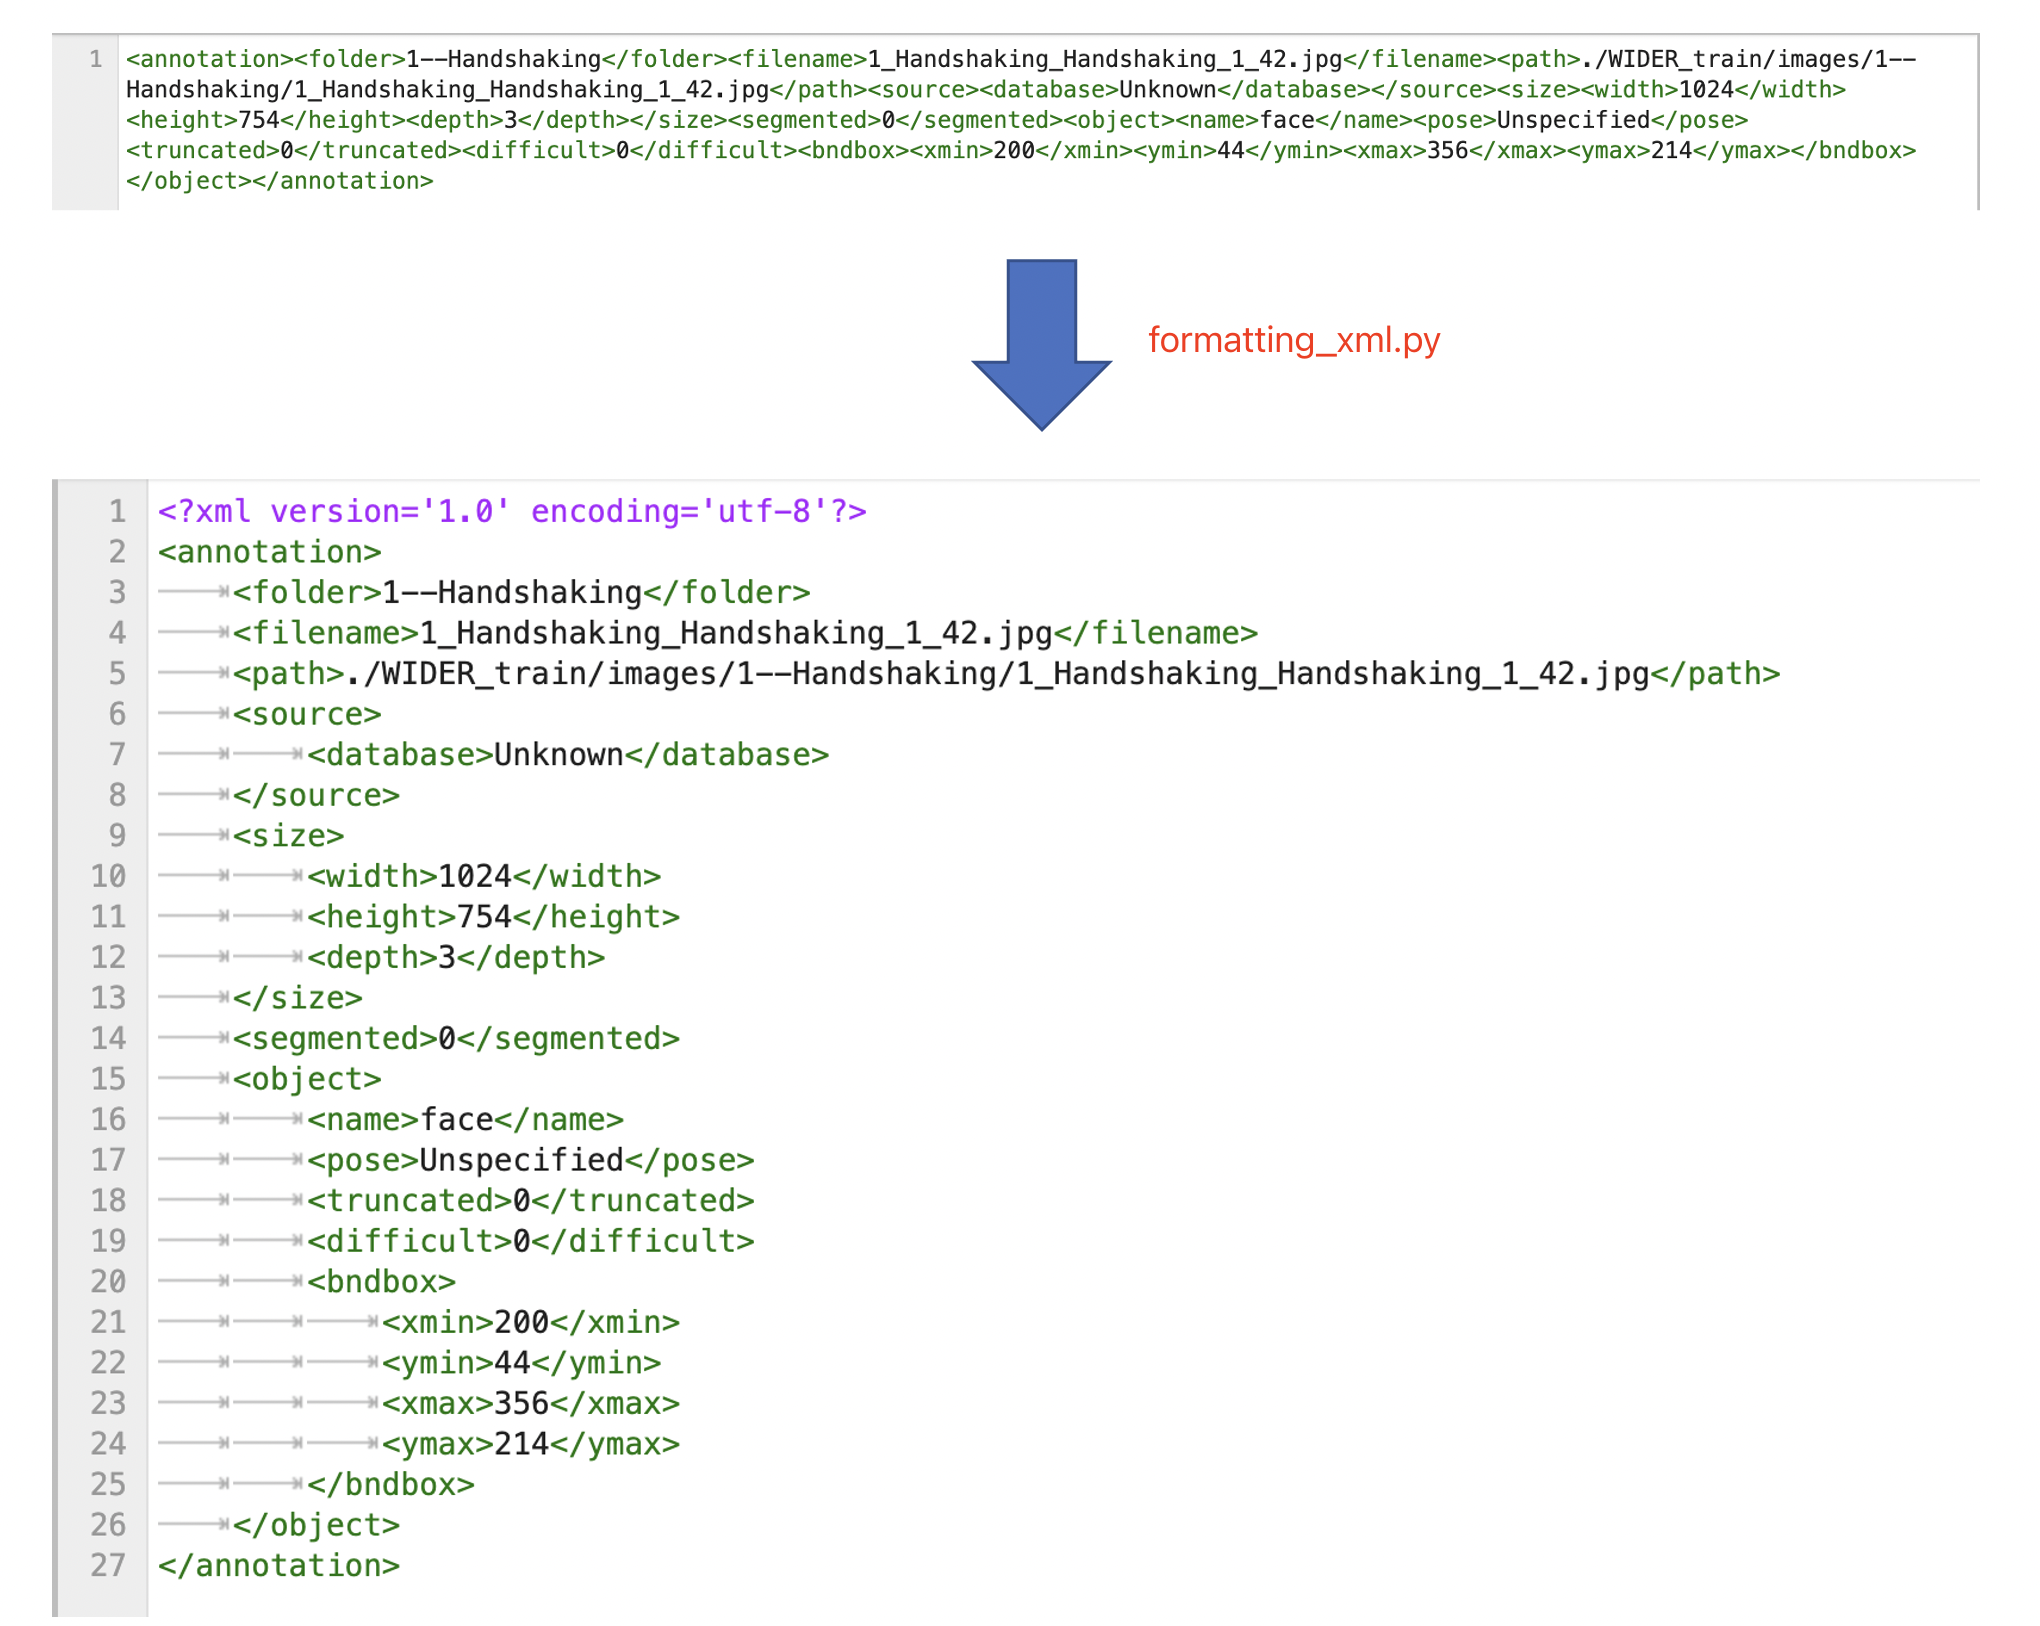 1 <annotation><folder>1--Handshaking</folder><filename>1_Handshaking_Handshaking_1_42.jpg</filename><path>./WIDER_train/images/1--
Handshaking/1_Handshaking_Handshaking_1_42.jpg</path><source><database>Unknown</database></source><size><width>1024</width>
<height>754</height><depth>3</depth></size><segmented>0</segmented><object><name>face</name><pose>Unspecified</pose>
<truncated>0</truncated><difficult>0</difficult><bndbox><xmin>200</xmin><ymin>44</ymin><xmax>356</xmax><ymax>214</ymax></bndbox>
</object></annotation>
formatting_xml.py
1 <?xml version='1.0' encoding='utf-8'?>
2 <annotation>
3 <folder>1--Handshaking</folder>
4 <filename>1_Handshaking_Handshaking_1_42.jpg</filename>
5 <path>./WIDER_train/images/1--Handshaking/1_Handshaking_Handshaking_1_42.jpg</path>
6 <source>
7 <database>Unknown</database>
8 </source>
9 <size>
10 <width>1024</width>
11 <height>754</height>
12 <depth>3</depth>
13 </size>
14 <segmented>0</segmented>
15 <object>
16 <name>face</name>
17 <pose>Unspecified</pose>
18 <truncated>0</truncated>
19 <difficult>0</difficult>
20 <bndbox>
21 <xmin>200</xmin>
22 <ymin>44</ymin>
23 <xmax>356</xmax>
24 <ymax>214</ymax>
25 </bndbox>
26 </object>
27 </annotation>